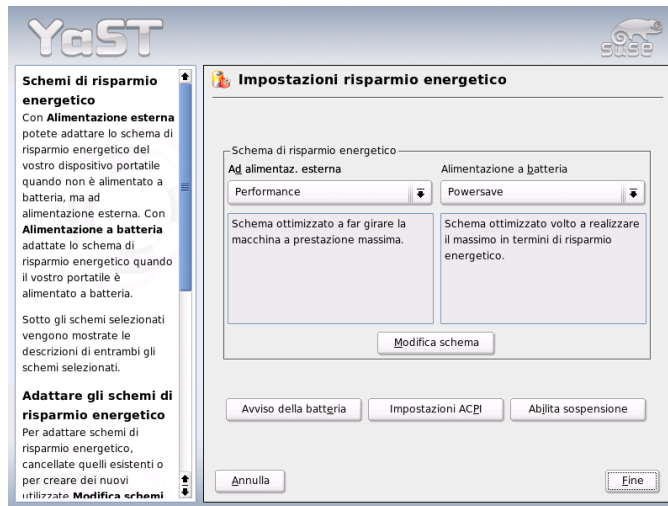 YaST
SUSE
Schemi di risparmio
energetico
Con Alimentazione esterna
potete adattare lo schema di
risparmio energetico del
vostro dispositivo portatile
quando non è alimentato a
batteria, ma ad
alimentazione esterna. Con
Alimentazione a batteria
adattate lo schema di
risparmio energetico quando
il vostro portatile è
alimentato a batteria.
Sotto gli schemi selezionati
vengono mostrate le
descrizioni di entrambi gli
schemi selezionati.
Adattare gli schemi di
risparmio energetico
Per adattare schemi di
risparmio energetico,
cancellate quelli esistenti o
per creare dei nuovi
utilizzate Modifica schemi
Impostazioni risparmio energetico
Schema di risparmio energetico
Ad alimentaz. esterna
Performance
Schema ottimizzato a far girare la
macchina a prestazione massima.
Alimentazione a batteria
Powersave
Schema ottimizzato volto a realizzare
il massimo in termini di risparmio
energetico.
Modifica schema
Avviso della batteria
Impostazioni ACPI
Abilita sospensione
Annulla
Fine